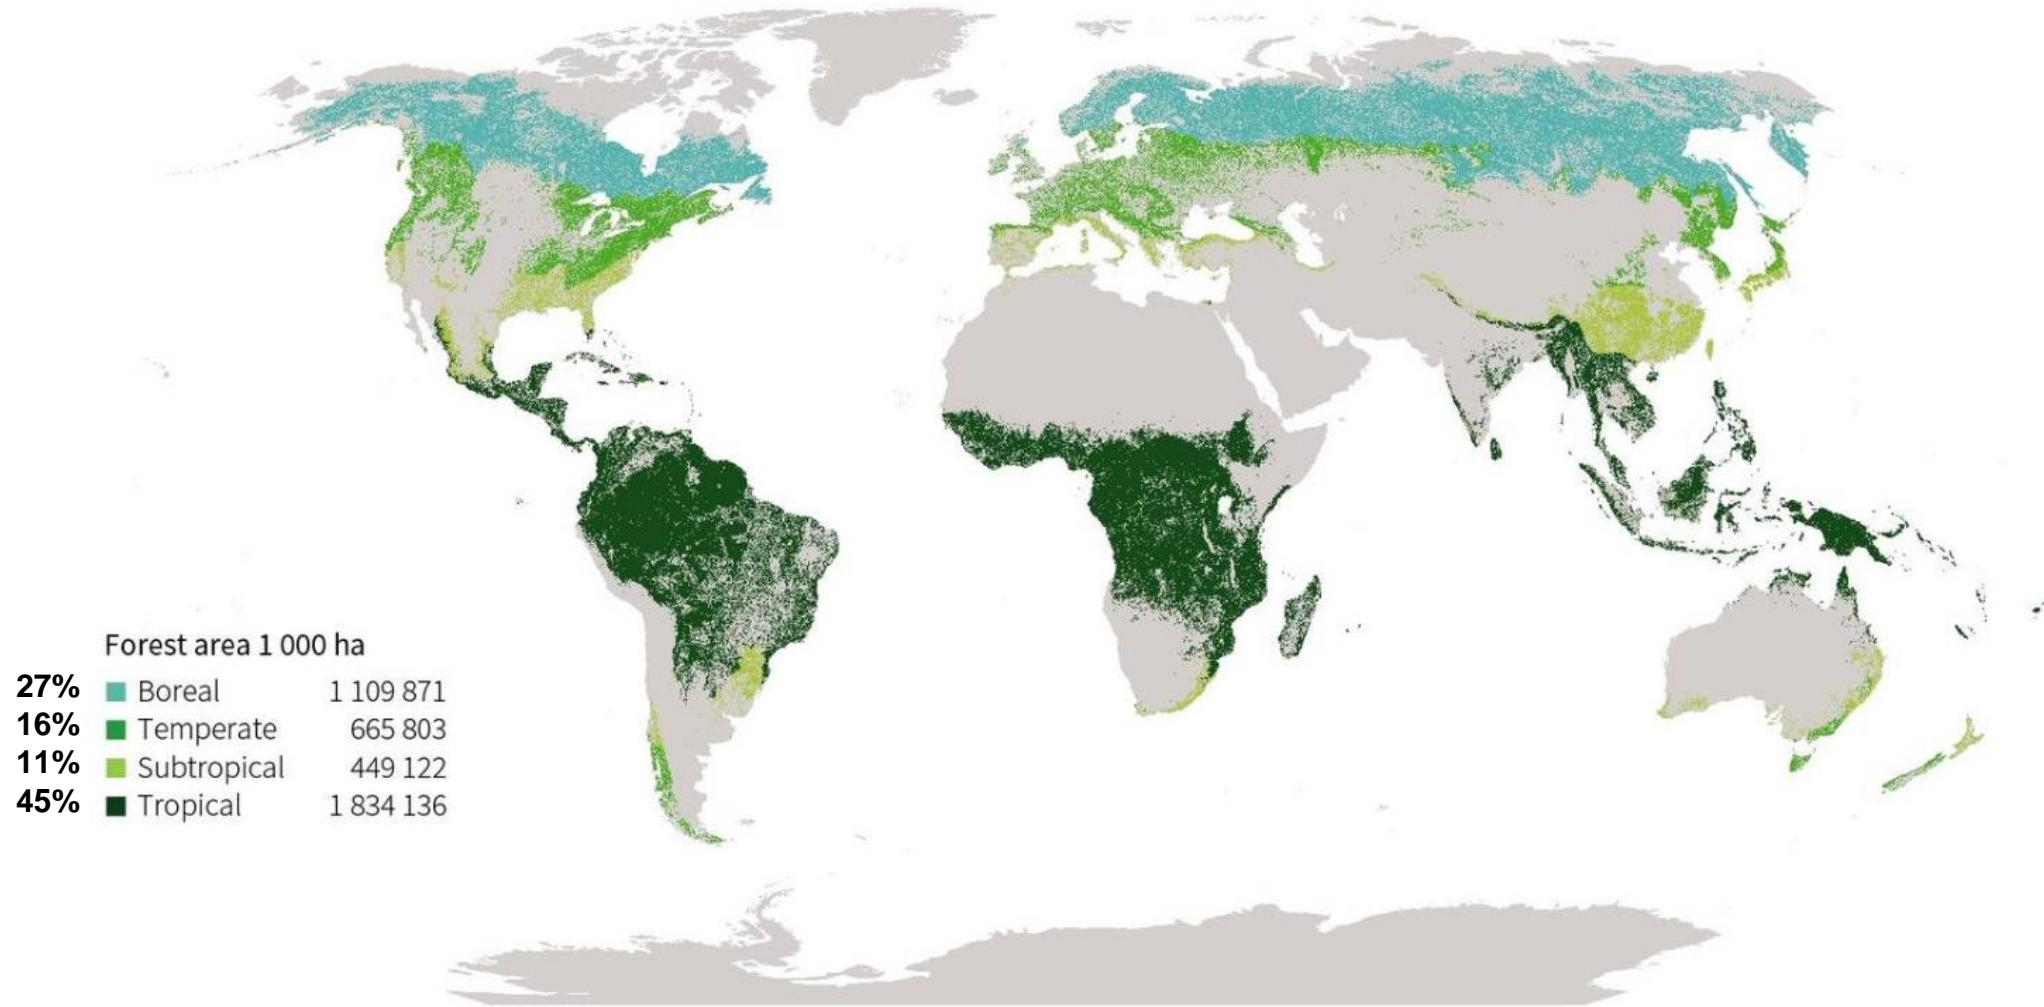 Forest area 1 000 ha
27% Boreal 1 109 871
16% Temperate 665 803
11% Subtropical 449 122
45% Tropical 1 834 136